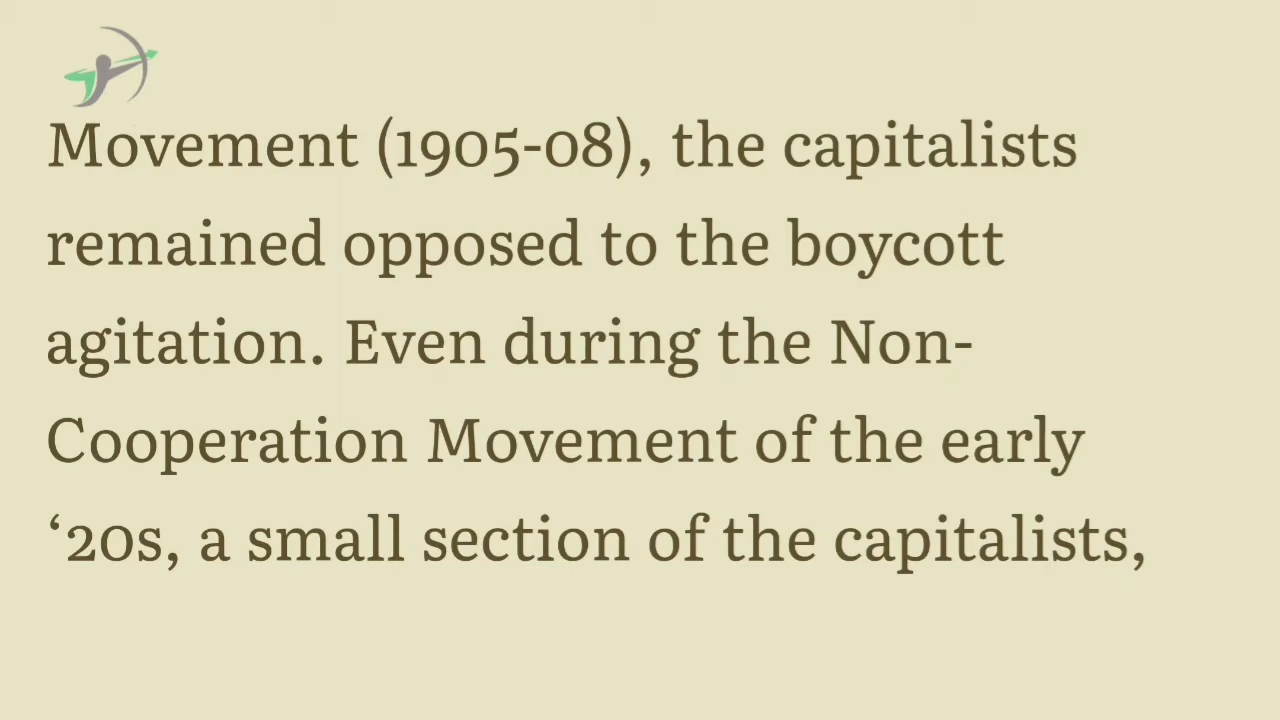 Movement (1905-08), the capitalists
remained opposed to the boycott
agitation. Even during the Non-
Cooperation Movement of the early
‘20s, a small section of the capitalists,